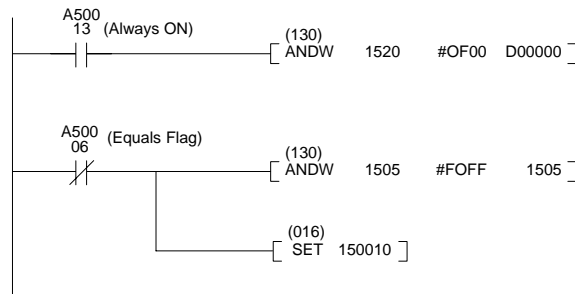 A500
13 (Always ON)
(130)
ANDW 1520 #OF00 D00000
A500
06 (Equals Flag)
(130)
ANDW 1505 #FOFF 1505
(016)
SET 150010